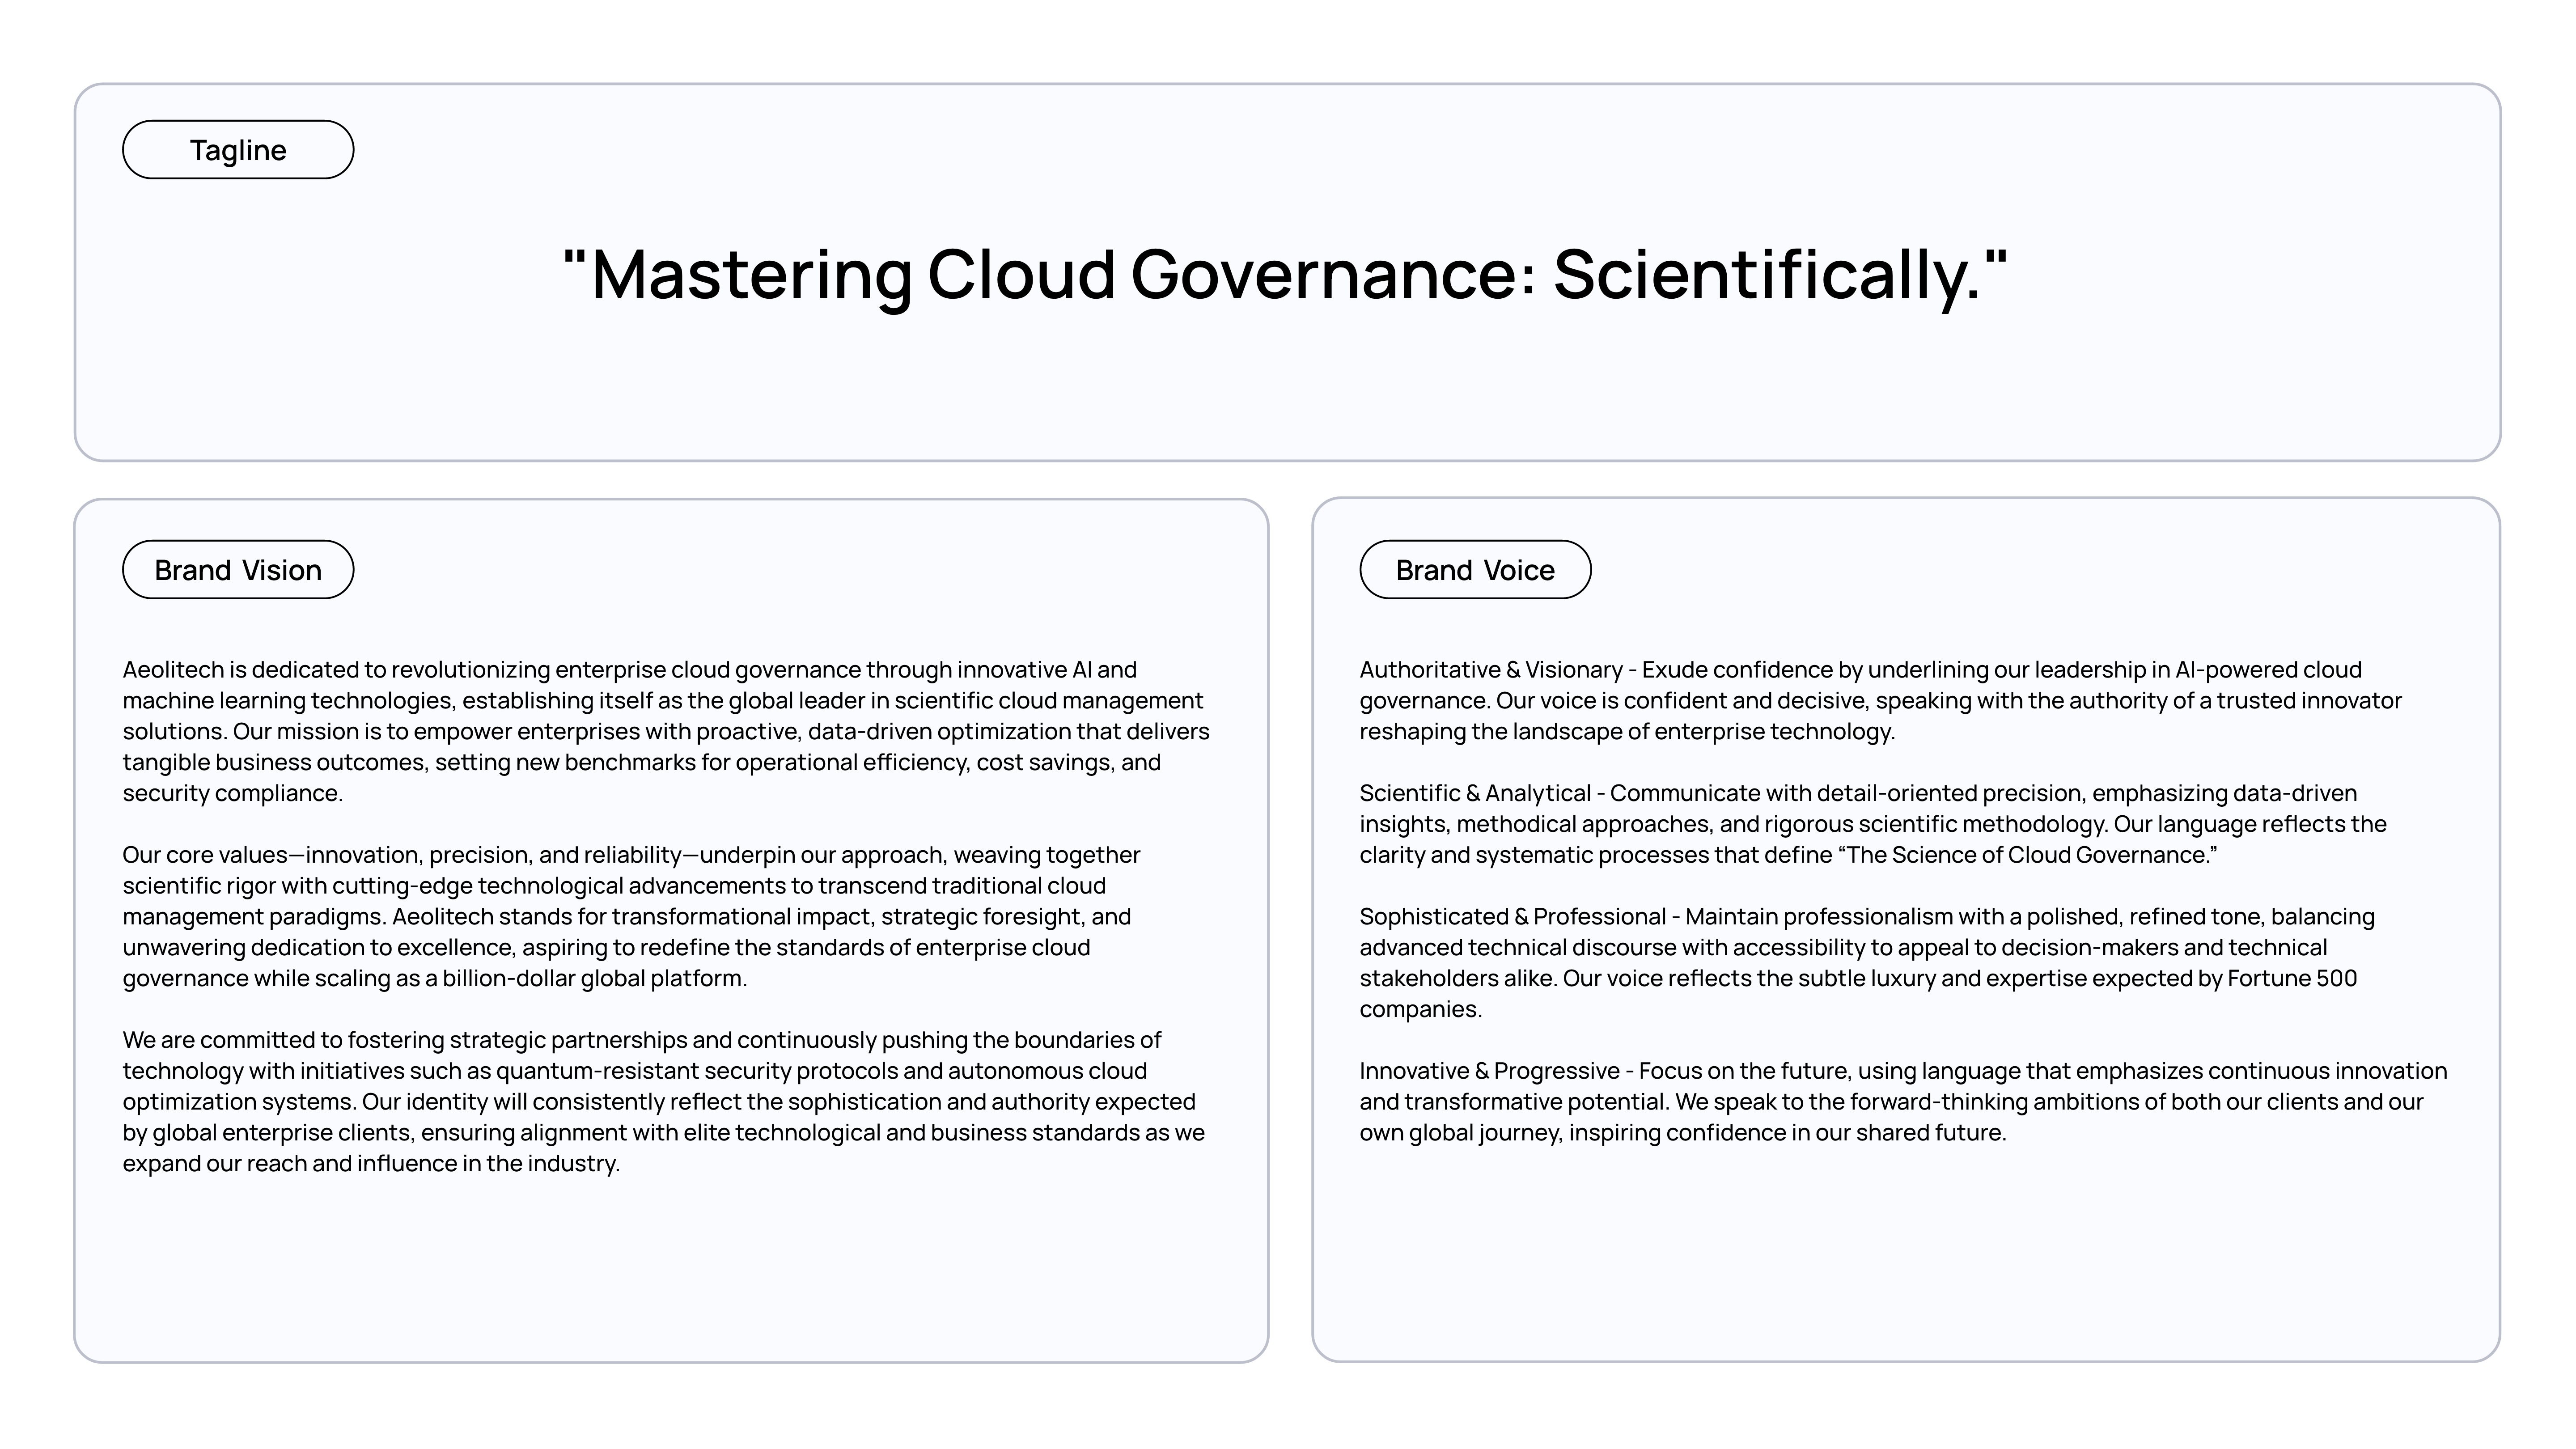 Tagline
"Mastering Cloud Governance: Scientifically."
Brand Vision
Aeolitech is dedicated to revolutionizing enterprise cloud governance through innovative AI and
machine learning technologies, establishing itself as the global leader in scientific cloud management
solutions. Our mission is to empower enterprises with proactive, data-driven optimization that delivers
tangible business outcomes, setting new benchmarks for operational efficiency, cost savings, and
security compliance.
Our core values—innovation, precision, and reliability—underpin our approach, weaving together
scientific rigor with cutting-edge technological advancements to transcend traditional cloud
management paradigms. Aeolitech stands for transformational impact, strategic foresight, and
unwavering dedication to excellence, aspiring to redefine the standards of enterprise cloud
governance while scaling as a billion-dollar global platform.
We are committed to fostering strategic partnerships and continuously pushing the boundaries of
technology with initiatives such as quantum-resistant security protocols and autonomous cloud
optimization systems. Our identity will consistently reflect the sophistication and authority expected
by global enterprise clients, ensuring alignment with elite technological and business standards as we
expand our reach and influence in the industry.
Brand Voice
Authoritative & Visionary - Exude confidence by underlining our leadership in AI-powered cloud
governance. Our voice is confident and decisive, speaking with the authority of a trusted innovator
reshaping the landscape of enterprise technology.
Scientific & Analytical - Communicate with detail-oriented precision, emphasizing data-driven
insights, methodical approaches, and rigorous scientific methodology. Our language reflects the
clarity and systematic processes that define “The Science of Cloud Governance.”
Sophisticated & Professional - Maintain professionalism with a polished, refined tone, balancing
advanced technical discourse with accessibility to appeal to decision-makers and technical
stakeholders alike. Our voice reflects the subtle luxury and expertise expected by Fortune 500
companies.
Innovative & Progressive - Focus on the future, using language that emphasizes continuous innovation
and transformative potential. We speak to the forward-thinking ambitions of both our clients and our
own global journey, inspiring confidence in our shared future.